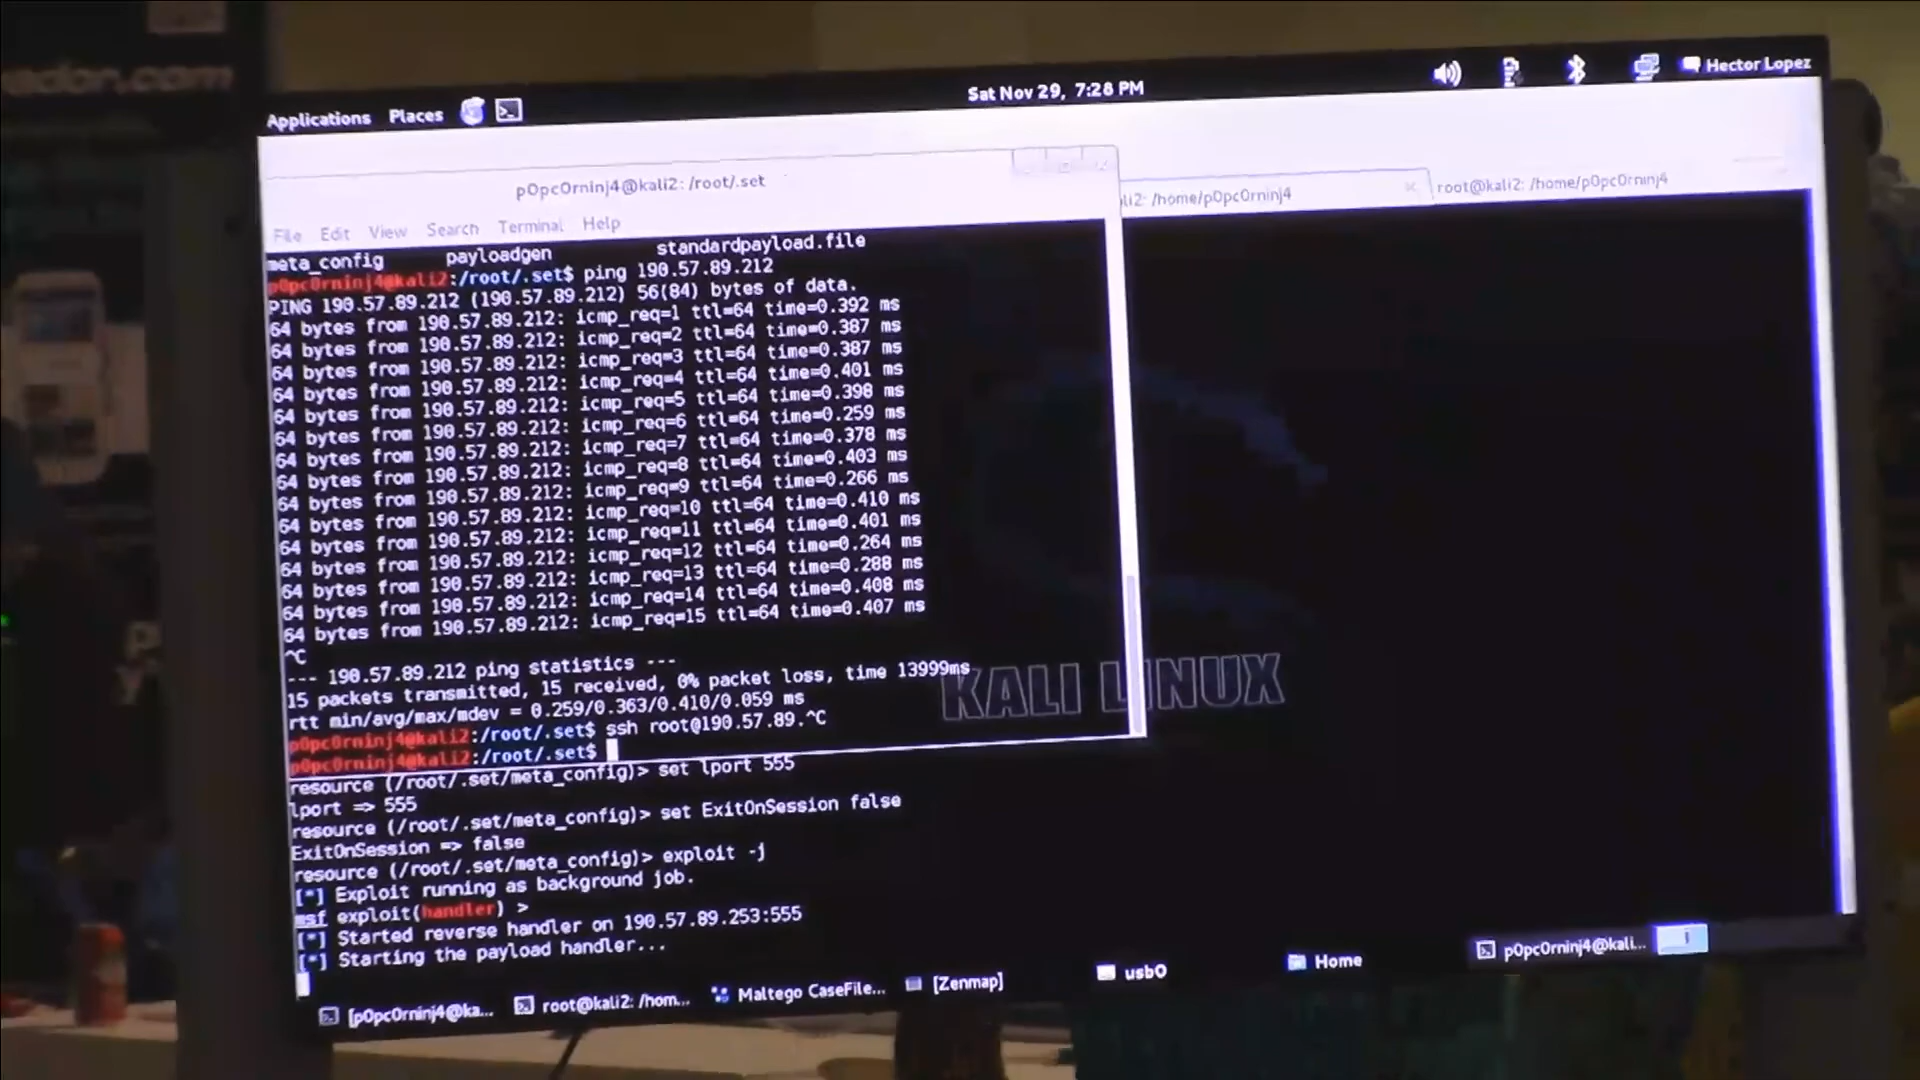 Applications Places
Sat Nov 29, 7:28 PM
Hector Lopez
p0pc0rninj4@kali2: /root/.set
li2: /home/p0pc0rninj4
root@kali2: /home/p0pc0rninj4
File Edit View Search Terminal Help
meta_config payloadgen standardpayload.file
p0pc0rninj4@kali2:/root/.set$ ping 190.57.89.212
PING 190.57.89.212 (190.57.89.212) 56(84) bytes of data.
64 bytes from 190.57.89.212: icmp_req=1 ttl=64 time=0.392 ms
64 bytes from 190.57.89.212: icmp_req=2 ttl=64 time=0.387 ms
64 bytes from 190.57.89.212: icmp_req=3 ttl=64 time=0.387 ms
64 bytes from 190.57.89.212: icmp_req=4 ttl=64 time=0.401 ms
64 bytes from 190.57.89.212: icmp_req=5 ttl=64 time=0.398 ms
64 bytes from 190.57.89.212: icmp_req=6 ttl=64 time=0.259 ms
64 bytes from 190.57.89.212: icmp_req=7 ttl=64 time=0.378 ms
64 bytes from 190.57.89.212: icmp_req=8 ttl=64 time=0.403 ms
64 bytes from 190.57.89.212: icmp_req=9 ttl=64 time=0.266 ms
64 bytes from 190.57.89.212: icmp_req=10 ttl=64 time=0.410 ms
64 bytes from 190.57.89.212: icmp_req=11 ttl=64 time=0.401 ms
64 bytes from 190.57.89.212: icmp_req=12 ttl=64 time=0.264 ms
64 bytes from 190.57.89.212: icmp_req=13 ttl=64 time=0.288 ms
64 bytes from 190.57.89.212: icmp_req=14 ttl=64 time=0.408 ms
64 bytes from 190.57.89.212: icmp_req=15 ttl=64 time=0.407 ms
^C
--- 190.57.89.212 ping statistics ---
15 packets transmitted, 15 received, 0% packet loss, time 13999ms
rtt min/avg/max/mdev = 0.259/0.363/0.410/0.059 ms
p0pc0rninj4@kali2:/root/.set$ ssh root@190.57.89.^C
p0pc0rninj4@kali2:/root/.set$
resource (/root/.set/meta_config)> set lport 555
lport => 555
resource (/root/.set/meta_config)> set ExitOnSession false
ExitOnSession => false
resource (/root/.set/meta_config)> exploit -j
[*] Exploit running as background job.
msf exploit(handler) >
[*] Started reverse handler on 190.57.89.253:555
[*] Starting the payload handler...
KALI LINUX
[p0pc0rninj4@ka...
root@kali2: /hom...
Maltego CaseFile...
[Zenmap]
usb0
Home
p0pc0rninj4@kali...